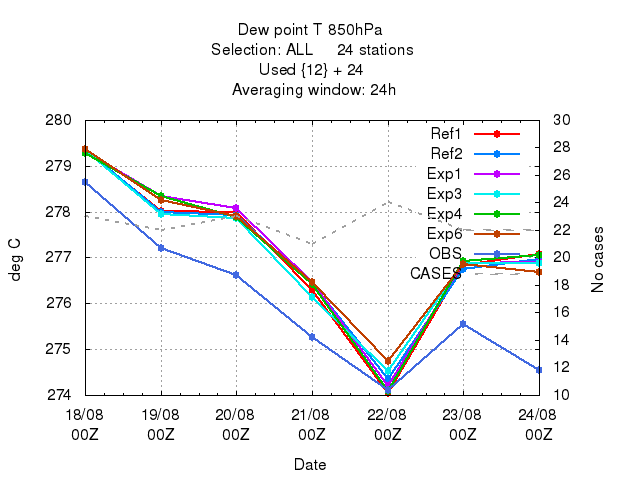 Dew point T 850hPa
Selection: ALL 24 stations
Used {12} + 24
Averaging window: 24h
280
279
278
277
276
275
274
deg C
30
28
26
24
22
20
18
16
14
12
10
No cases
Ref1
Ref2
Exp1
Exp3
Exp4
Exp6
OBS
CASES
18/08 19/08 20/08 21/08 22/08 23/08 24/08
00Z 00Z 00Z 00Z 00Z 00Z 00Z
Date